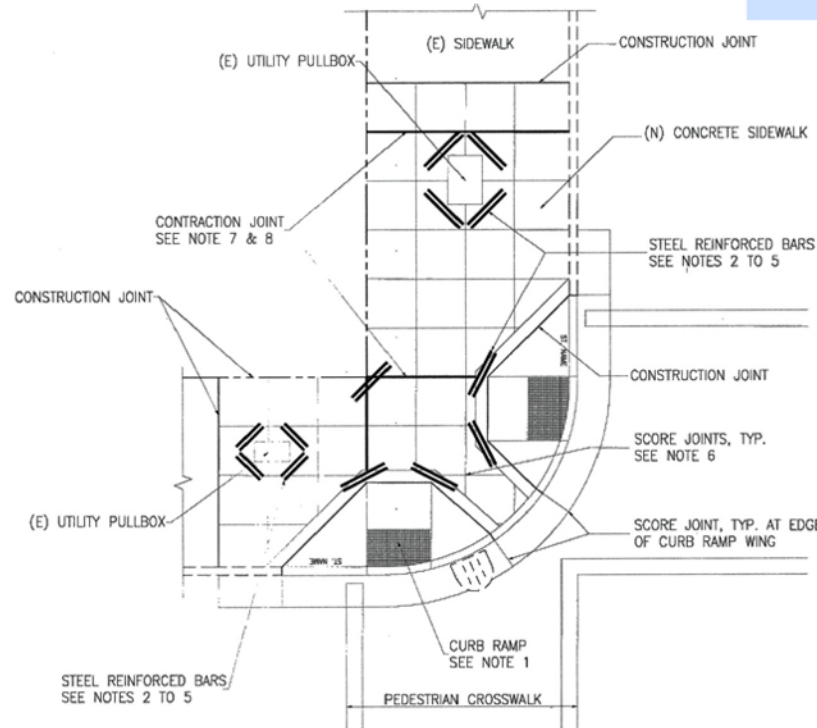 (E) SIDEWALK
CONSTRUCTION JOINT
(E) UTILITY PULLBOX
(N) CONCRETE SIDEWALK
CONTRACTION JOINT
SEE NOTE 7 & 8
STEEL REINFORCED BARS
SEE NOTES 2 TO 5
CONSTRUCTION JOINT
ST. NAME
CONSTRUCTION JOINT
SCORE JOINTS, TYP.
SEE NOTE 6
(E) UTILITY PULLBOX
SCORE JOINT, TYP. AT EDGE
OF CURB RAMP WING
ST. NAME
CURB RAMP
SEE NOTE 1
STEEL REINFORCED BARS
SEE NOTES 2 TO 5
PEDESTRIAN CROSSWALK